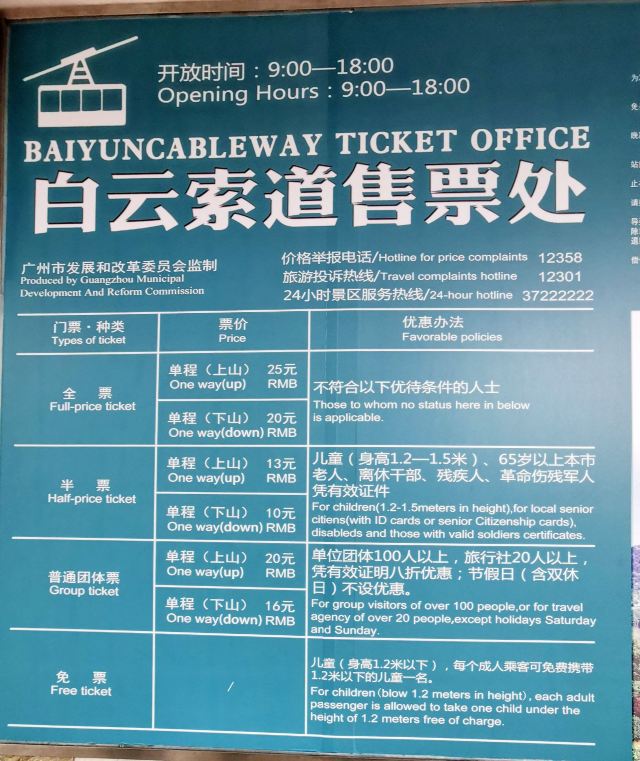 开放时间：9:00—18:00
Opening Hours：9:00—18:00
BAIYUNCABLEWAY TICKET OFFICE
白云索道售票处
广州市发展和改革委员会监制
Produced by Guangzhou Municipal
Development And Reform Commission
价格举报电话/Hotline for price complaints 12358
旅游投诉热线/Travel complaints hotline 12301
24小时景区服务热线/24-hour hotline 37222222
门票·种类
Types of ticket
票价
Price
优惠办法
Favorable policies
全 票
Full-price ticket
单程（上山） 25元
One way(up) RMB
单程（下山） 20元
One way(down) RMB
不符合以下优待条件的人士
Those to whom no status here in below
is applicable.
半 票
Half-price ticket
单程（上山） 13元
One way(up) RMB
单程（下山） 10元
One way(down) RMB
儿童（身高1.2—1.5米）、65岁以上本市
老人、离休干部、残疾人、革命伤残军人
凭有效证件
For children(1.2-1.5meters in height),for local senior
citiens(with ID cards or senior Citizenship cards),
disableds and those with valid soldiers certificates.
普通团体票
Group ticket
单程（上山） 20元
One way(up) RMB
单程（下山） 16元
One way(down) RMB
单位团体100人以上，旅行社20人以上，
凭有效证明八折优惠；节假日（含双休
日）不设优惠。
For group visitors of over 100 people,or for travel
agency of over 20 people,except holidays Saturday
and Sunday.
免 票
Free ticket
/
儿童（身高1.2米以下），每个成人乘客可免费携带
1.2米以下的儿童一名。
For children（blow 1.2 meters in height）, each adult
passenger is allowed to take one child under the
height of 1.2 meters free of charge.